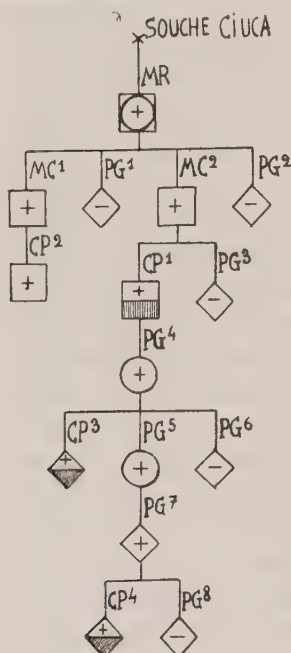 SOUCHE CIUCA
MR
+
MC¹ PG¹ MC² PG²
+ − + −
CP² CP¹ PG³
+ + −
PG⁴
+
CP³ PG⁵ PG⁶
+ + −
PG⁷
+
CP⁴ PG⁸
+ −